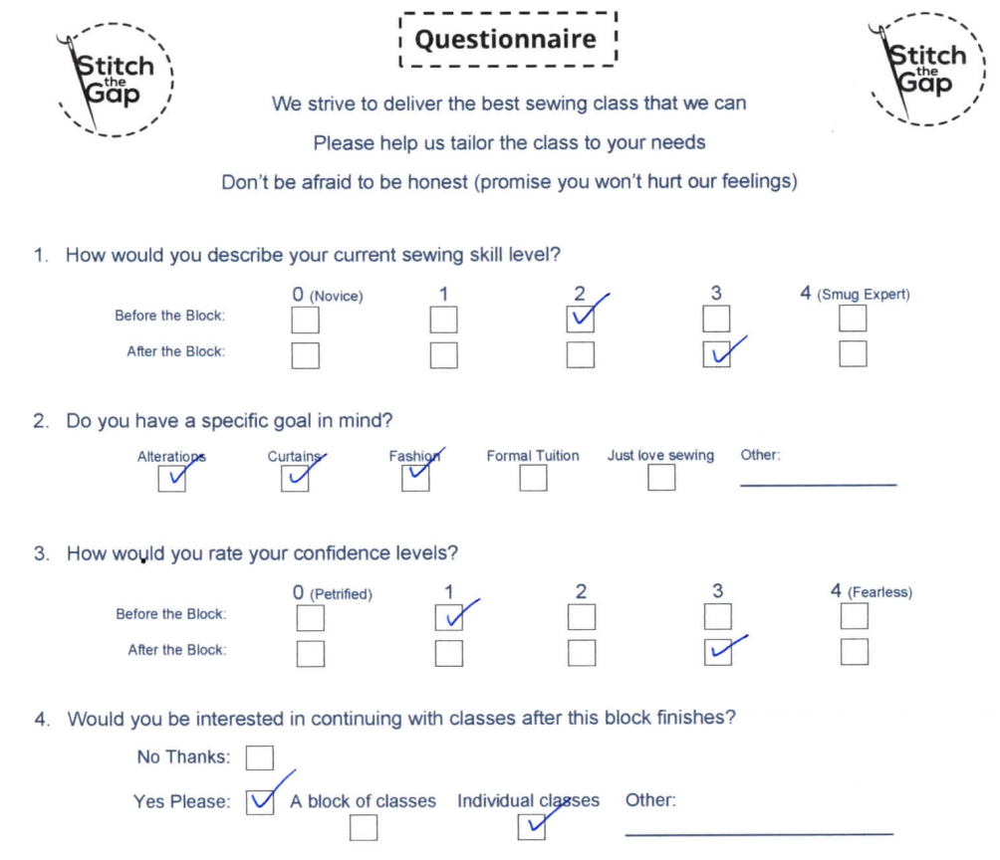 Stitch
the
Gap
Questionnaire
Stitch
the
Gap
We strive to deliver the best sewing class that we can
Please help us tailor the class to your needs
Don't be afraid to be honest (promise you won't hurt our feelings)
1. How would you describe your current sewing skill level?
0 (Novice) 1 2 3 4 (Smug Expert)
Before the Block:
After the Block:
2. Do you have a specific goal in mind?
Alterations Curtains Fashion Formal Tuition Just love sewing Other:
3. How would you rate your confidence levels?
0 (Petrified) 1 2 3 4 (Fearless)
Before the Block:
After the Block:
4. Would you be interested in continuing with classes after this block finishes?
No Thanks:
Yes Please: A block of classes Individual classes Other: